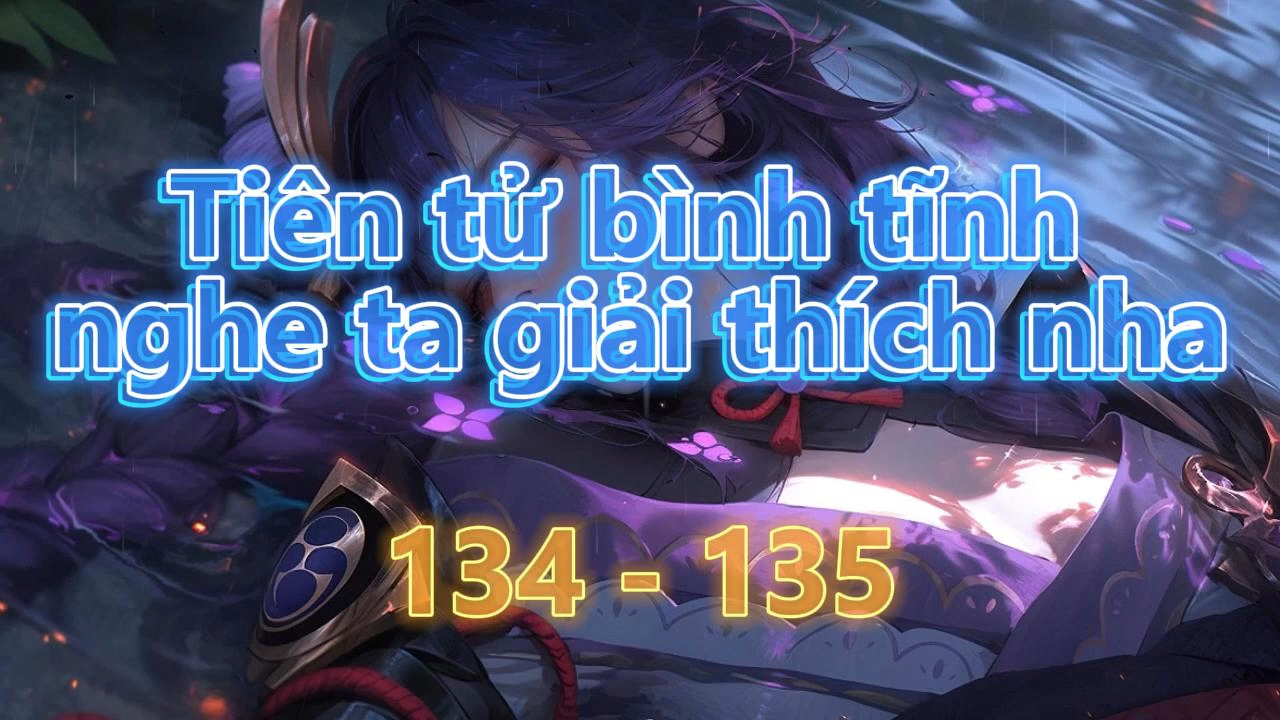 Tiên tử bình tĩnh
nghe ta giải thích nha
134 - 135